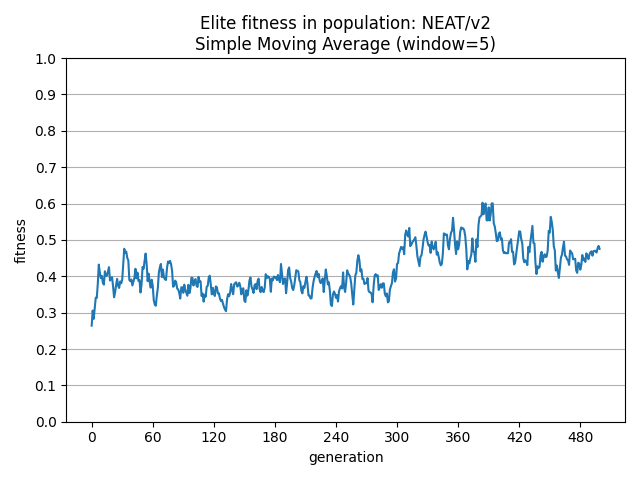 Elite fitness in population: NEAT/v2
Simple Moving Average (window=5)
1.0
0.9
0.8
0.7
0.6
0.5
0.4
0.3
0.2
0.1
0.0
fitness
0 60 120 180 240 300 360 420 480
generation